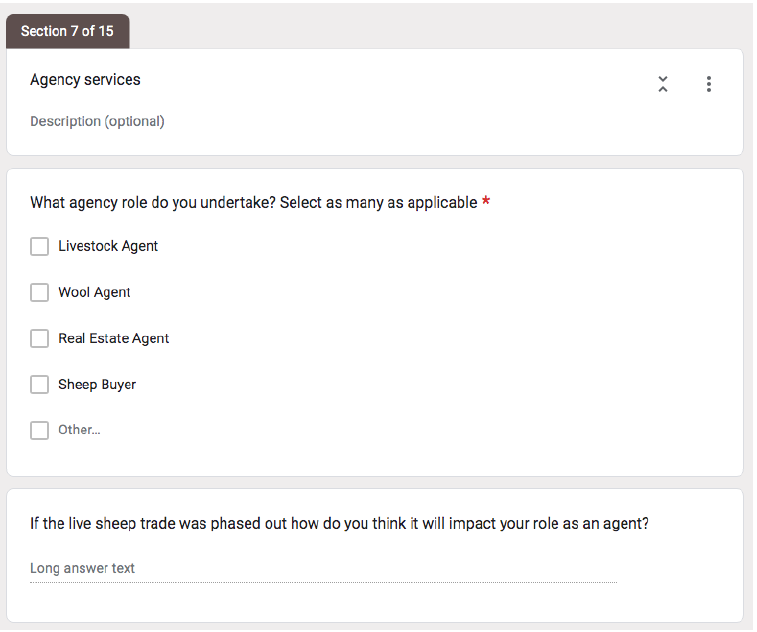 Section 7 of 15
Agency services
Description (optional)
What agency role do you undertake? Select as many as applicable *
Livestock Agent
Wool Agent
Real Estate Agent
Sheep Buyer
Other...
If the live sheep trade was phased out how do you think it will impact your role as an agent?
Long answer text